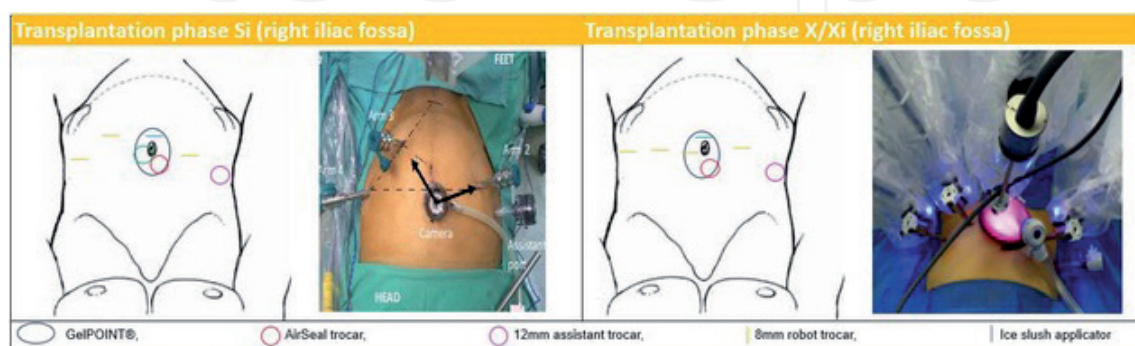 Transplantation phase Si (right iliac fossa)
Transplantation phase X/Xi (right iliac fossa)
FEET
Arm 3
Arm 2
Camera
Assistant
port
HEAD
GelPOINT®,
AirSeal trocar,
12mm assistant trocar,
8mm robot trocar,
Ice slush applicator